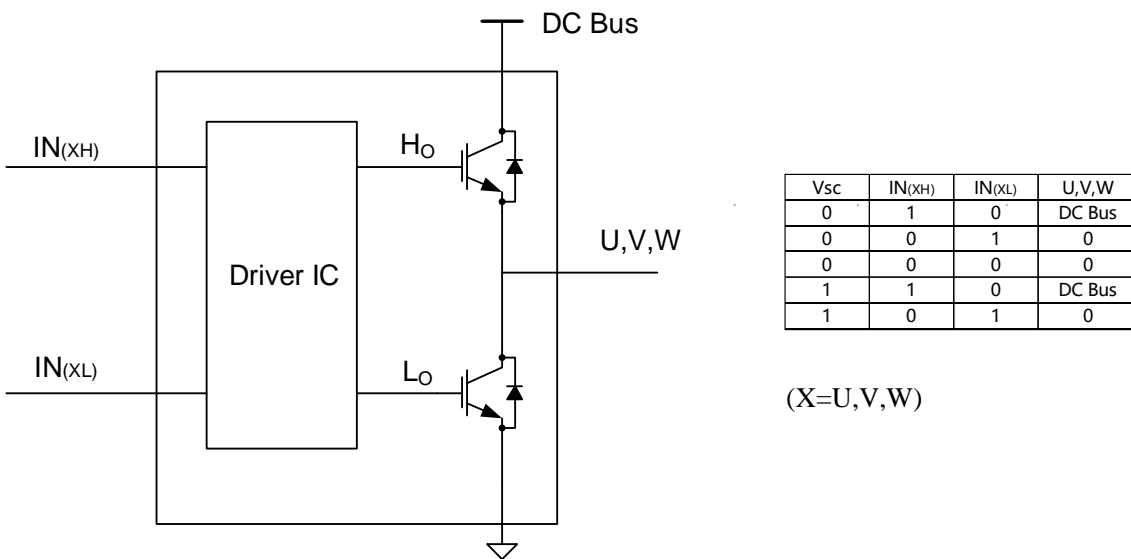 DC Bus
IN(XH)
HO
Driver IC
U,V,W
IN(XL)
LO
Vsc IN(XH) IN(XL) U,V,W
0 1 0 DC Bus
0 0 1 0
0 0 0 0
1 1 0 DC Bus
1 0 1 0
(X=U,V,W)